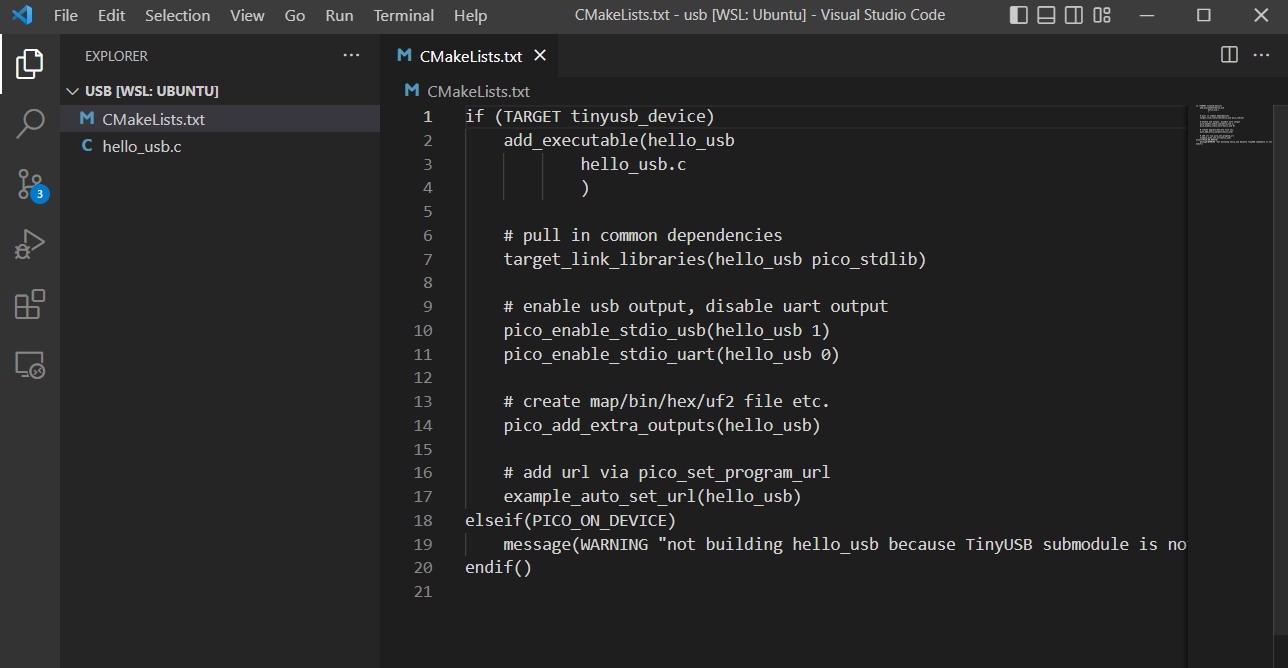 File Edit Selection View Go Run Terminal Help CMakeLists.txt - usb [WSL: Ubuntu] - Visual Studio Code
EXPLORER ···
USB [WSL: UBUNTU]
M CMakeLists.txt
C hello_usb.c
3
M CMakeLists.txt
M CMakeLists.txt
1 if (TARGET tinyusb_device)
2 add_executable(hello_usb
3 hello_usb.c
4 )
5
6 # pull in common dependencies
7 target_link_libraries(hello_usb pico_stdlib)
8
9 # enable usb output, disable uart output
10 pico_enable_stdio_usb(hello_usb 1)
11 pico_enable_stdio_uart(hello_usb 0)
12
13 # create map/bin/hex/uf2 file etc.
14 pico_add_extra_outputs(hello_usb)
15
16 # add url via pico_set_program_url
17 example_auto_set_url(hello_usb)
18 elseif(PICO_ON_DEVICE)
19 message(WARNING "not building hello_usb because TinyUSB submodule is no
20 endif()
21